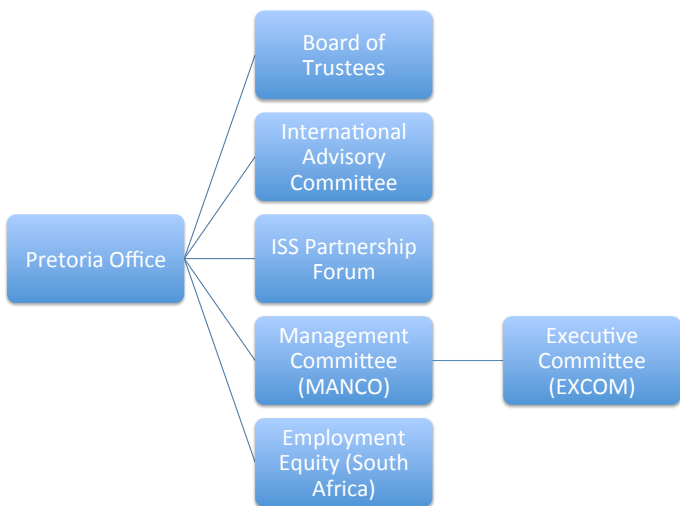 Board of
Trustees
International
Advisory
Committee
Pretoria Office
ISS Partnership
Forum
Management
Committee
(MANCO)
Executive
Committee
(EXCOM)
Employment
Equity (South
Africa)